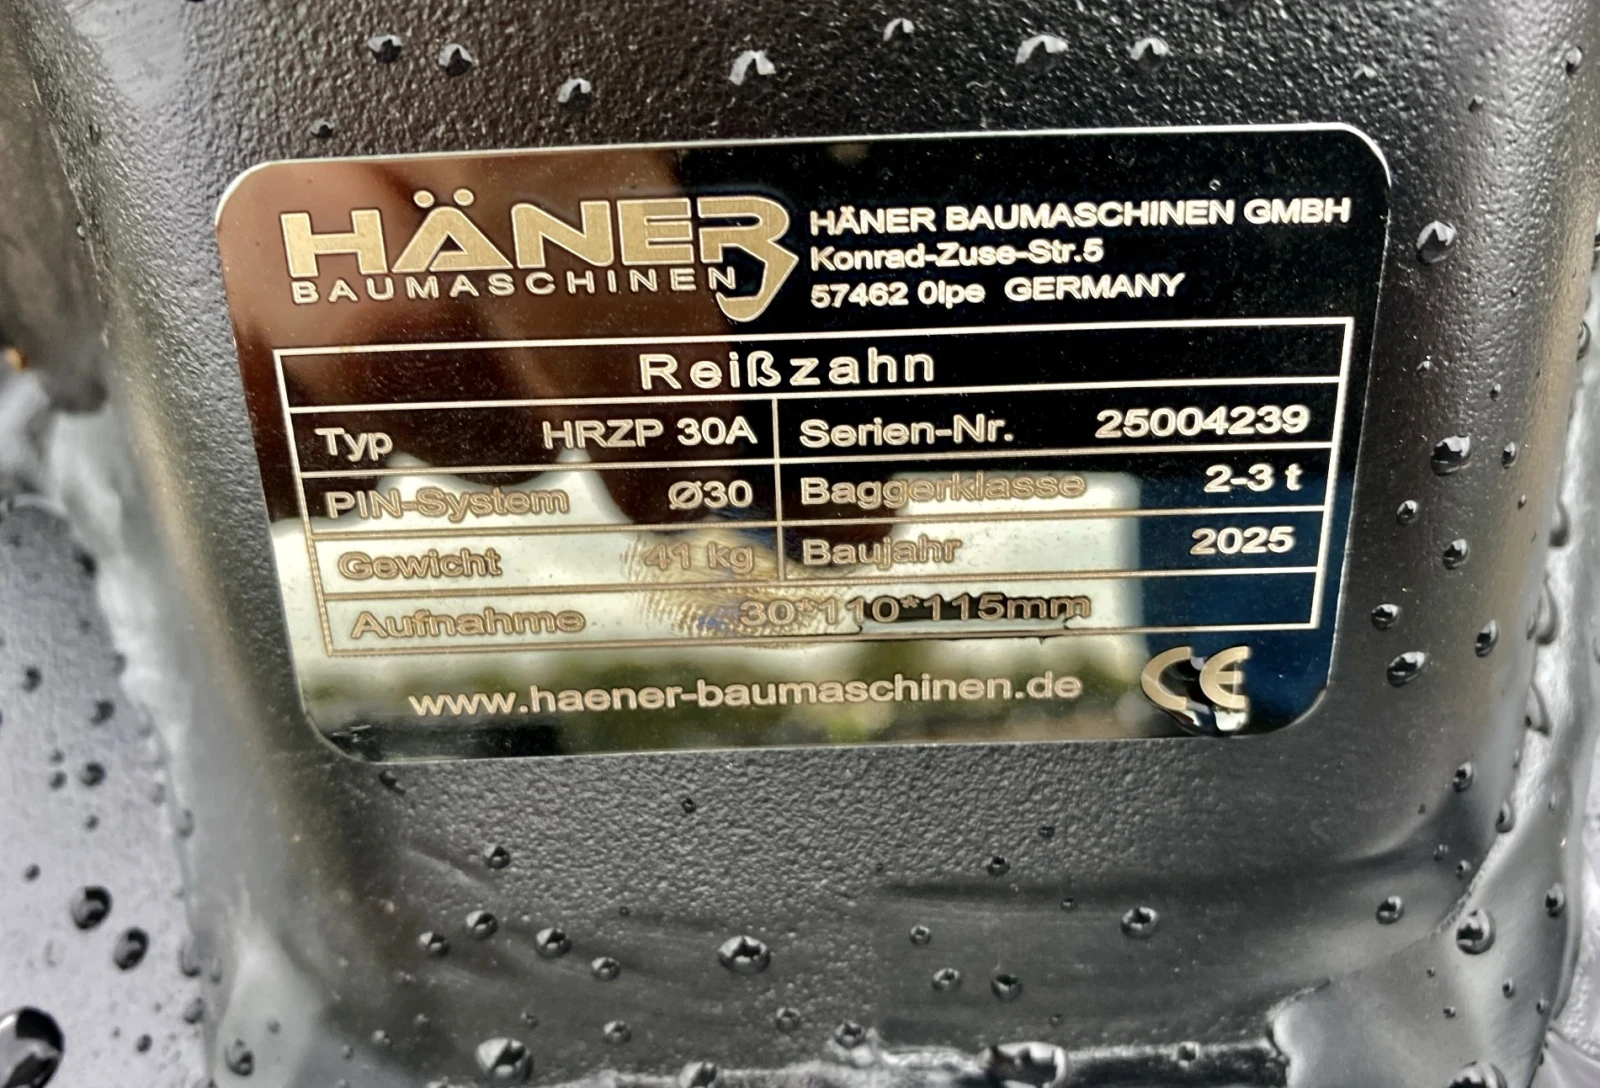 HÄNER
BAUMASCHINEN
HÄNER BAUMASCHINEN GMBH
Konrad-Zuse-Str.5
57462 Olpe GERMANY
Reißzahn
Typ HRZP 30A Serien-Nr. 25004239
PIN-System Ø30 Baggerklasse 2-3 t
Gewicht 41 kg Baujahr 2025
Aufnahme 30*110*115mm
www.haener-baumaschinen.de
CE